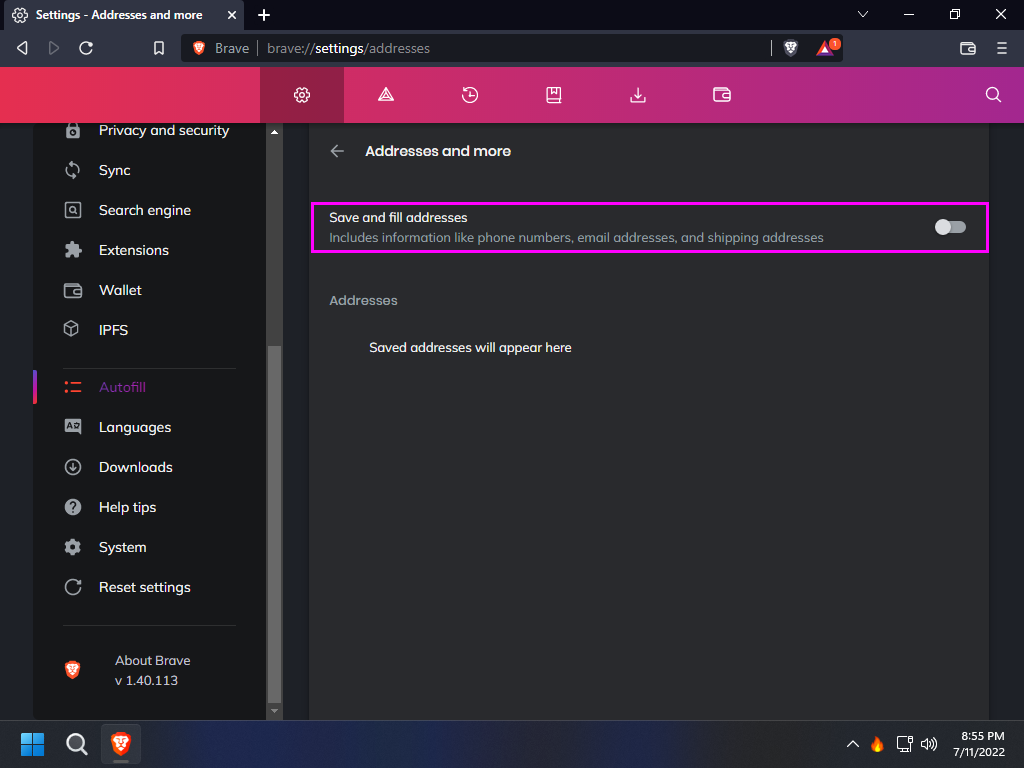 Settings - Addresses and more
Brave
brave://settings/addresses
1
Privacy and security
Sync
Search engine
Extensions
Wallet
IPFS
Autofill
Languages
Downloads
Help tips
System
Reset settings
About Brave
v 1.40.113
Addresses and more
Save and fill addresses
Includes information like phone numbers, email addresses, and shipping addresses
Addresses
Saved addresses will appear here
8:55 PM
7/11/2022